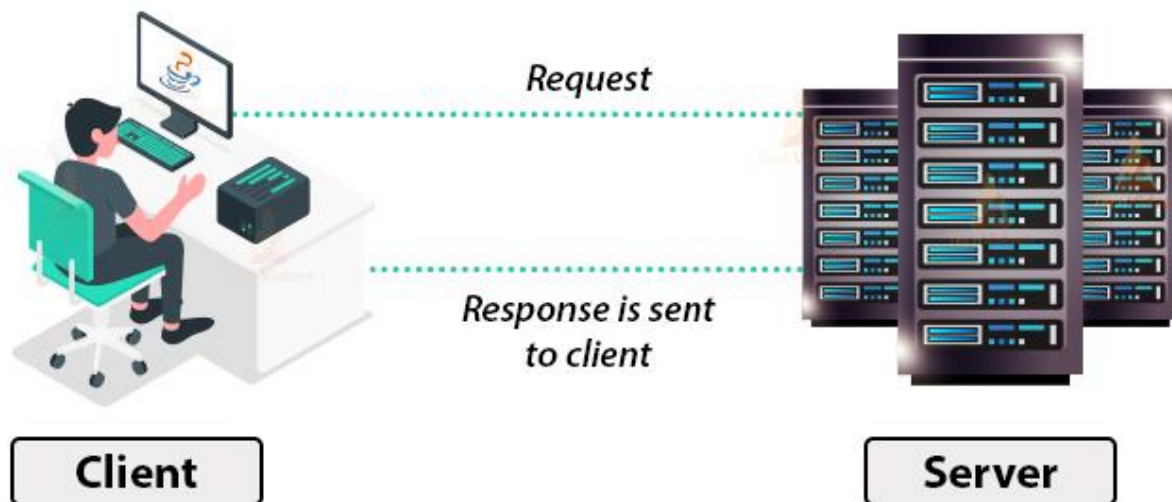 Request
Response is sent
to client
Client
Server